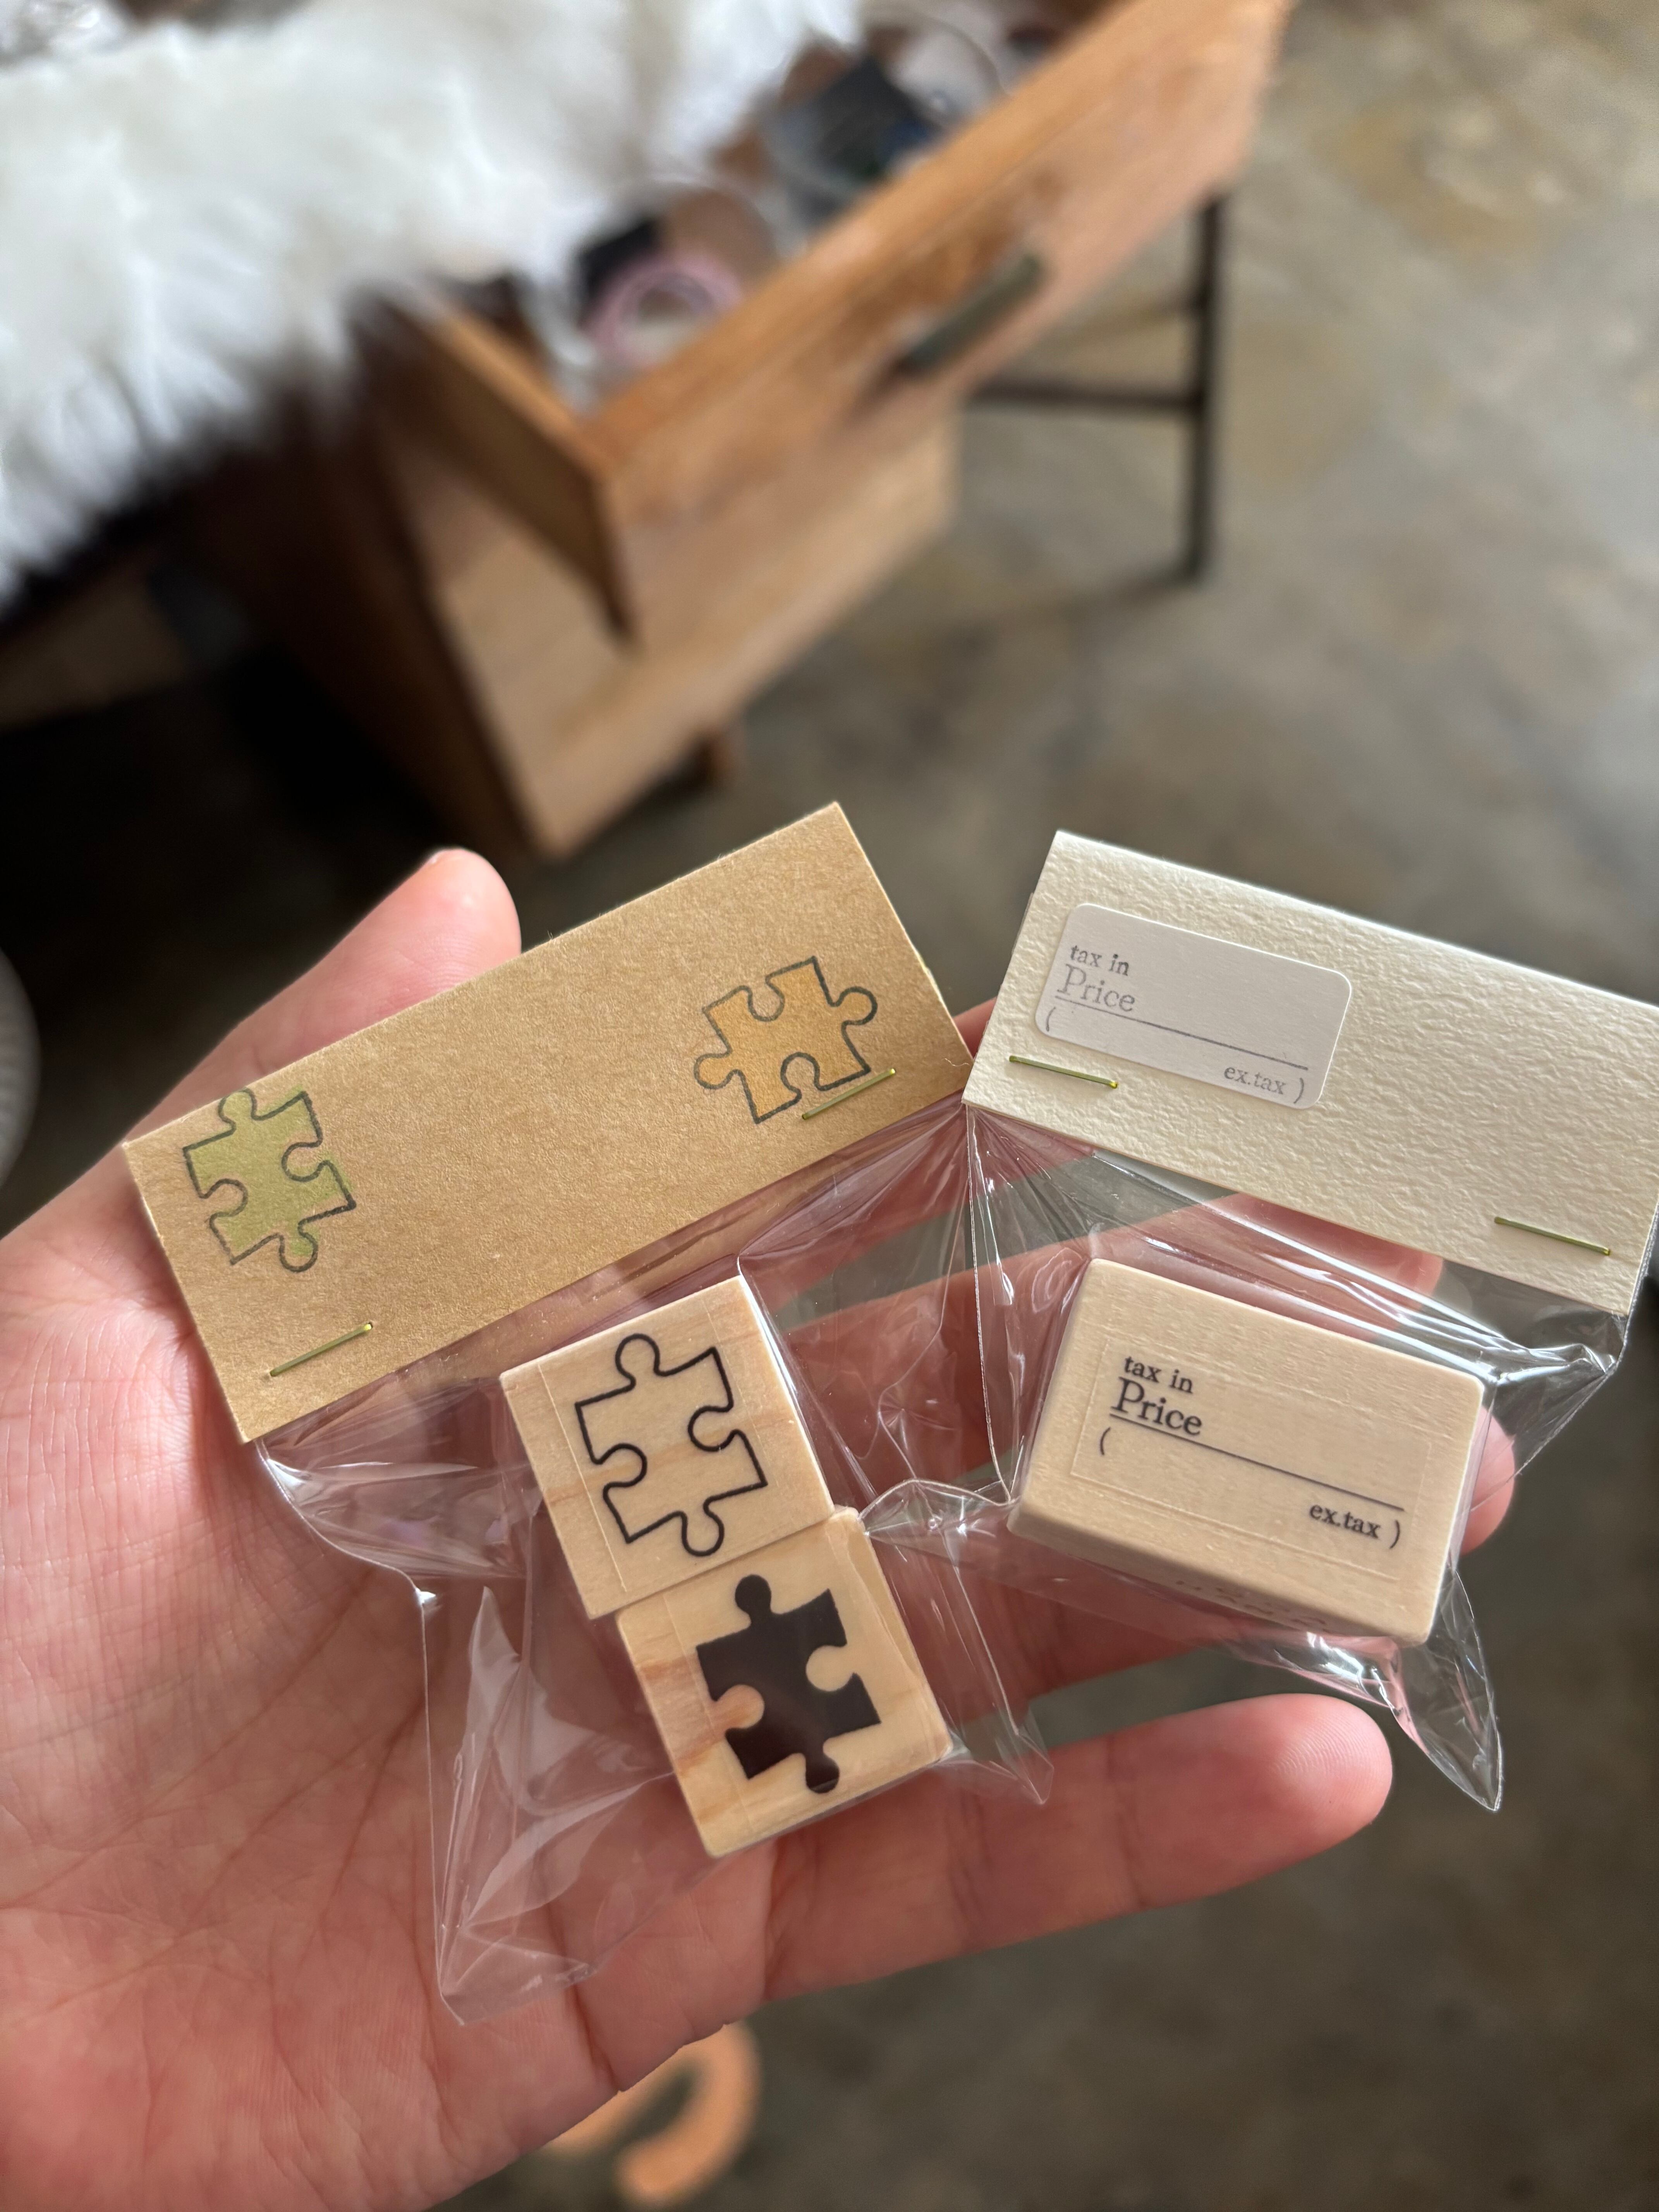 tax in
Price
(
ex.tax )
tax in
Price
(
ex.tax )